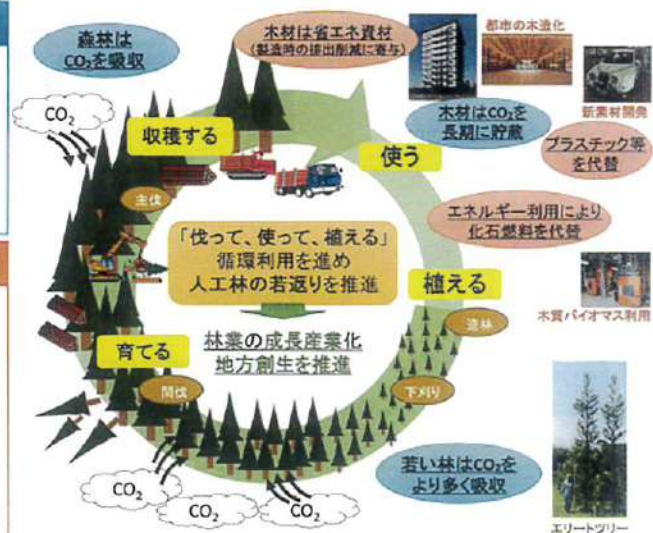 森林は
CO₂を吸収
木材は省エネ資材
(製造時の排出削減に寄与)
都市の木造化
CO₂
収穫する
木材はCO₂を
長期に貯蔵
新素材開発
使う
プラスチック等
を代替
主伐
「伐って、使って、植える」
循環利用を進め
人工林の若返りを推進
エネルギー利用により
化石燃料を代替
植える
木質バイオマス利用
造林
林業の成長産業化
地方創生を推進
育てる
間伐
下刈り
若い林はCO₂を
より多く吸収
CO₂
CO₂
CO₂
エリートツリー